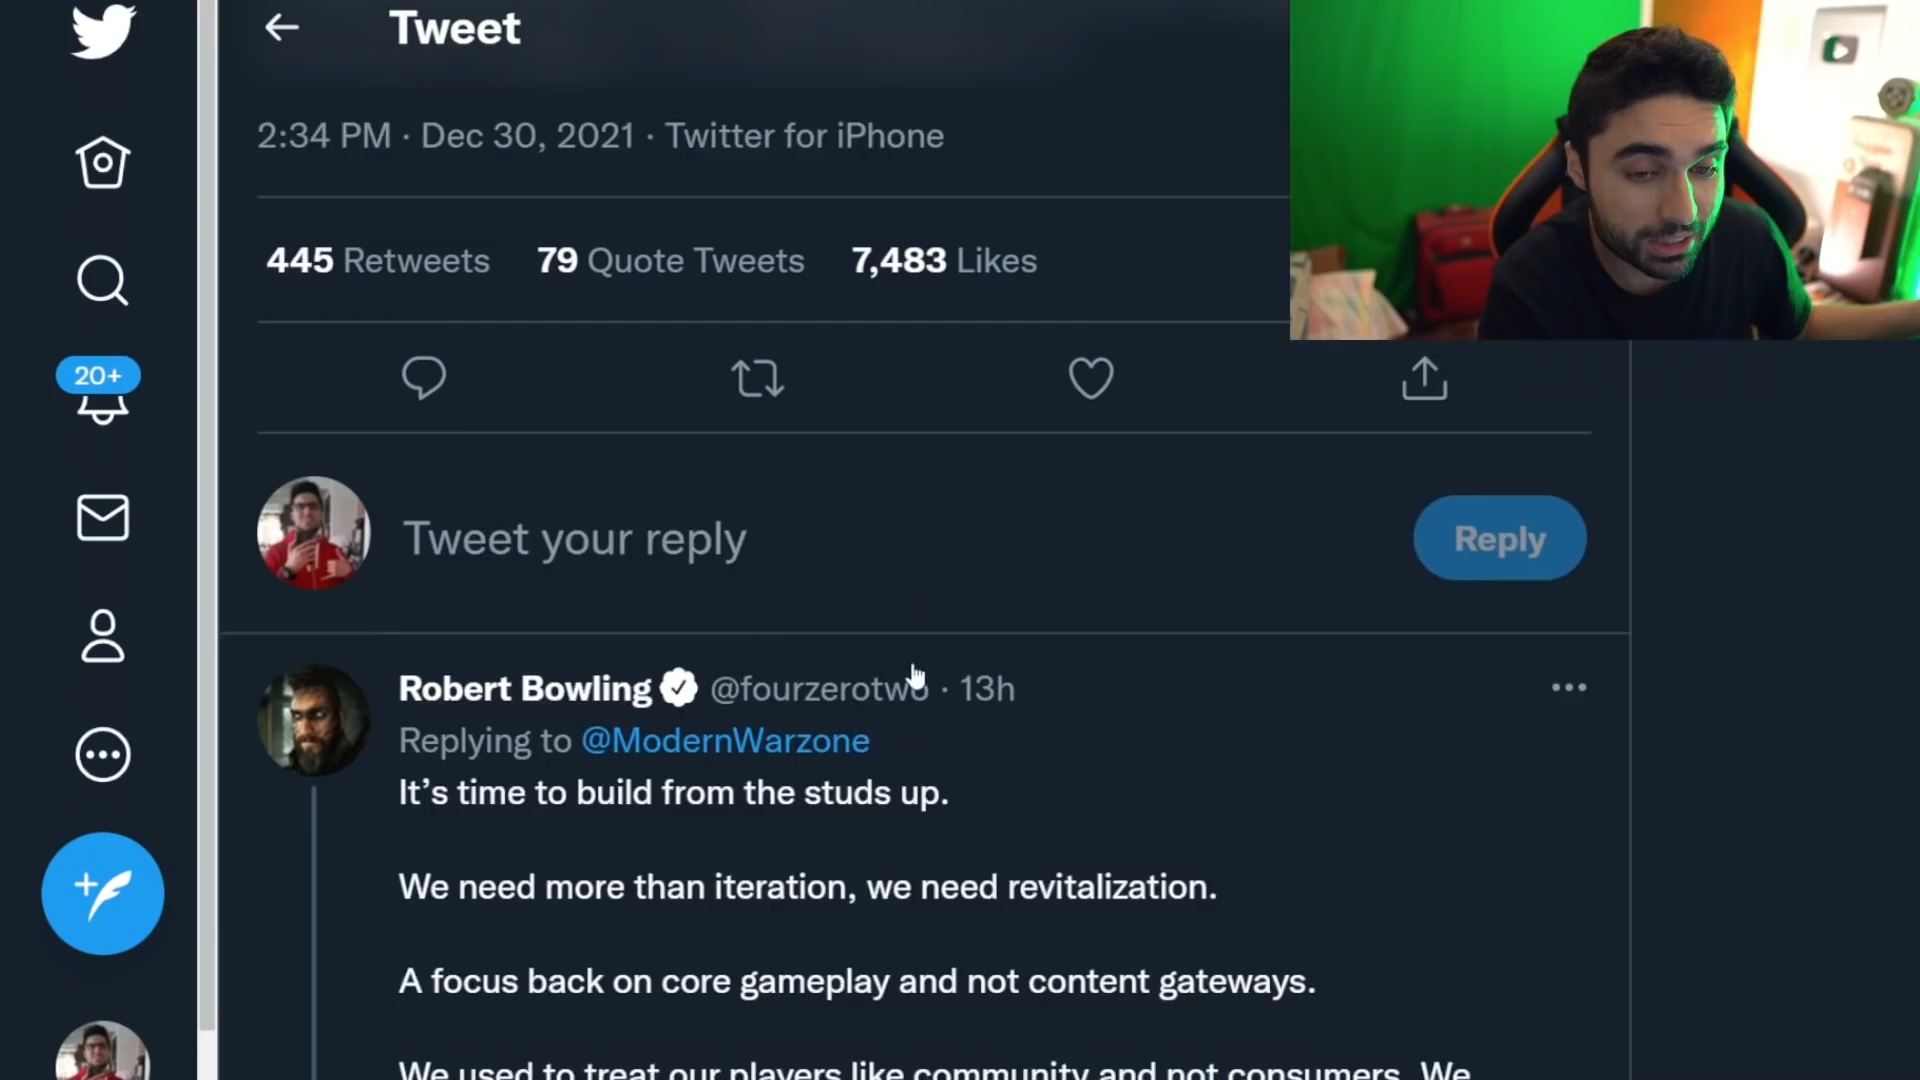 Tweet
2:34 PM · Dec 30, 2021 · Twitter for iPhone
445 Retweets 79 Quote Tweets 7,483 Likes
20+
Tweet your reply
Reply
Robert Bowling @fourzerotwo · 13h
Replying to @ModernWarzone
It’s time to build from the studs up.
We need more than iteration, we need revitalization.
A focus back on core gameplay and not content gateways.
We used to treat our players like community and not consumers. We